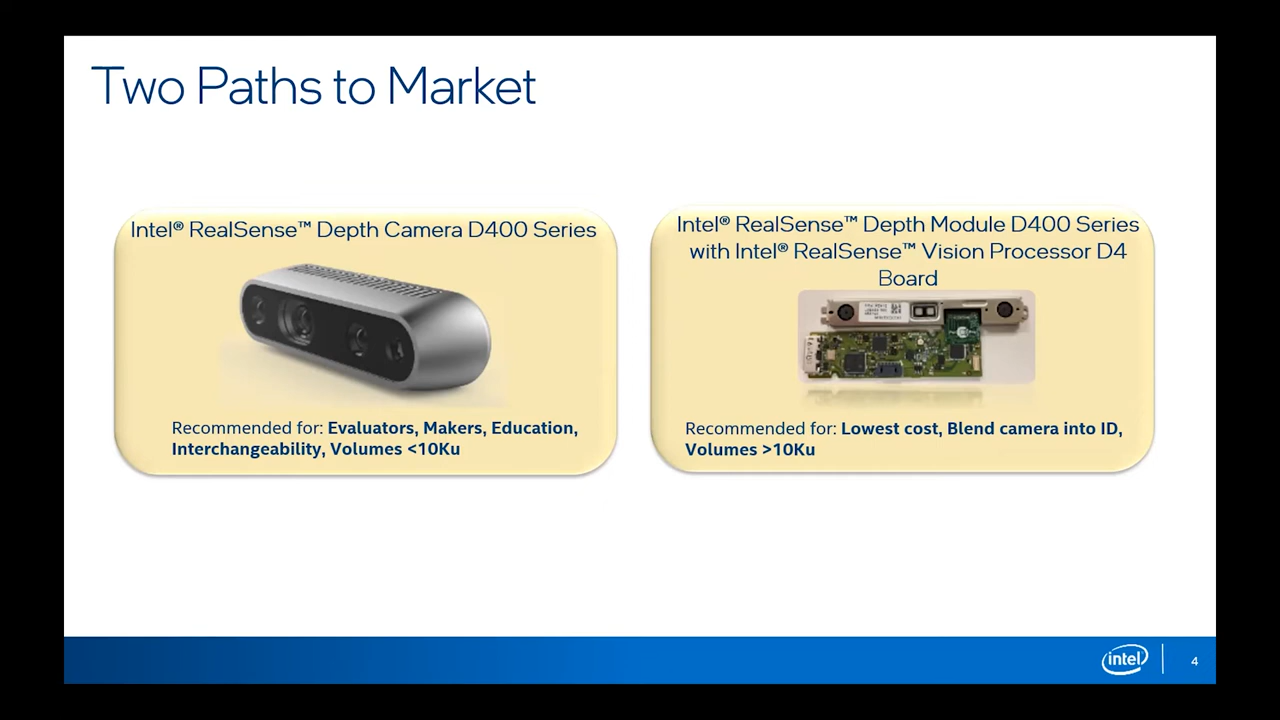 Two Paths to Market
Intel® RealSense™ Depth Camera D400 Series
Recommended for: Evaluators, Makers, Education,
Interchangeability, Volumes <10Ku
Intel® RealSense™ Depth Module D400 Series
with Intel® RealSense™ Vision Processor D4
Board
Recommended for: Lowest cost, Blend camera into ID,
Volumes >10Ku
intel
4